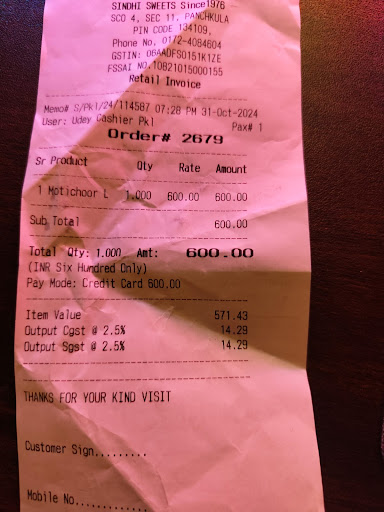 SINDHI SWEETS Since1976
SCO 4, SEC 11, PANCHKULA
PIN CODE 134109,
Phone No. 0172-4084604
GSTIN: 06AADFS0151K1ZE
FSSAI NO.10821015000155
Retail Invoice
Memo# S/Pkl/24/114587 07:28 PM 31-Oct-2024
User: Udey Cashier Pkl Pax# 1
Order# 2679
Sr Product Qty Rate Amount
1 Motichoor L 1.000 600.00 600.00
Sub Total 600.00
Total Qty: 1.000 Amt: 600.00
(INR Six Hundred Only)
Pay Mode: Credit Card 600.00
Item Value 571.43
Output Cgst @ 2.5% 14.29
Output Sgst @ 2.5% 14.29
THANKS FOR YOUR KIND VISIT
Customer Sign.........
Mobile No.............